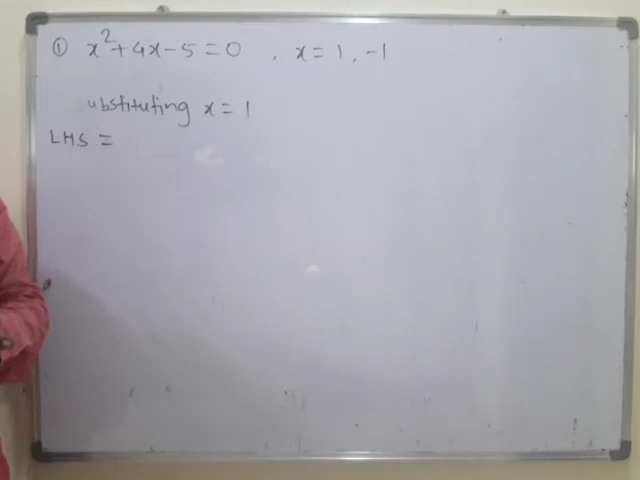 ① x²+4x-5=0 , x=1, -1
ubstituting x=1
LHS =